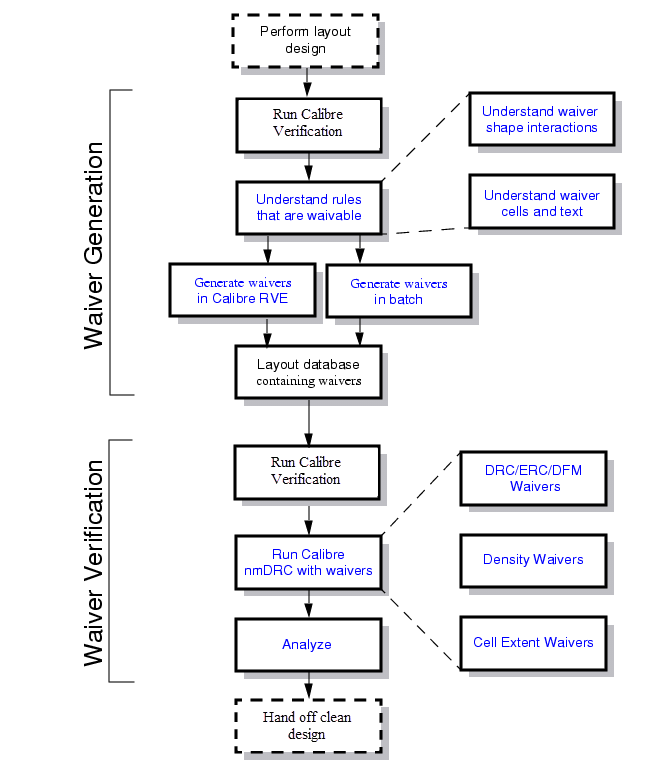 Perform layout
design
Waiver Generation
Run Calibre
Verification
Understand rules
that are waivable
Understand waiver
shape interactions
Understand waiver
cells and text
Generate waivers
in Calibre RVE
Generate waivers
in batch
Layout database
containing waivers
Waiver Verification
Run Calibre
Verification
Run Calibre
nmDRC with waivers
DRC/ERC/DFM
Waivers
Density Waivers
Cell Extent Waivers
Analyze
Hand off clean
design